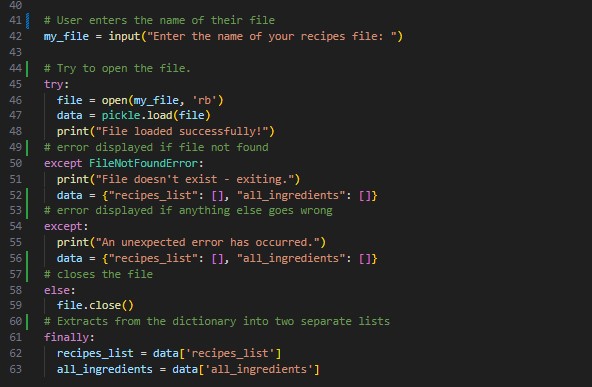 40
41 # User enters the name of their file
42 my_file = input("Enter the name of your recipes file: ")
43
44 # Try to open the file.
45 try:
46   file = open(my_file, 'rb')
47   data = pickle.load(file)
48   print("File loaded successfully!")
49 # error displayed if file not found
50 except FileNotFoundError:
51   print("File doesn't exist - exiting.")
52   data = {"recipes_list": [], "all_ingredients": []}
53 # error displayed if anything else goes wrong
54 except:
55   print("An unexpected error has occurred.")
56   data = {"recipes_list": [], "all_ingredients": []}
57 # closes the file
58 else:
59   file.close()
60 # Extracts from the dictionary into two separate lists
61 finally:
62   recipes_list = data['recipes_list']
63   all_ingredients = data['all_ingredients']